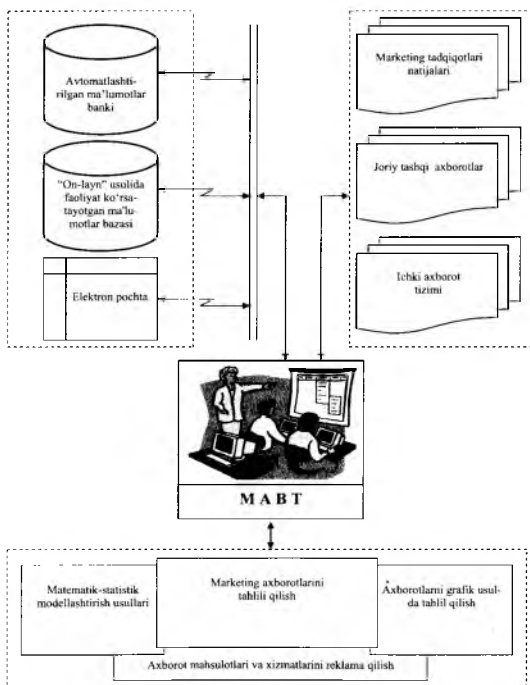 Avtomatlashti-
rilgan ma'lumotlar
banki
"On-layn" usulida
faoliyat ko'rsa-
tayotgan ma'lu-
motlar bazasi
Elektron pochta
Marketing tadqiqotlari
natijalari
Joriy tashqi axborotlar
Ichki axborot
tizimi
MABT
Matematik-statistik
modellashtirish usullari
Marketing axborotlarini
tahlili qilish
Axborotlarni grafik usul-
da tahlil qilish
Axborot mahsulotlari va xizmatlarini reklama qilish